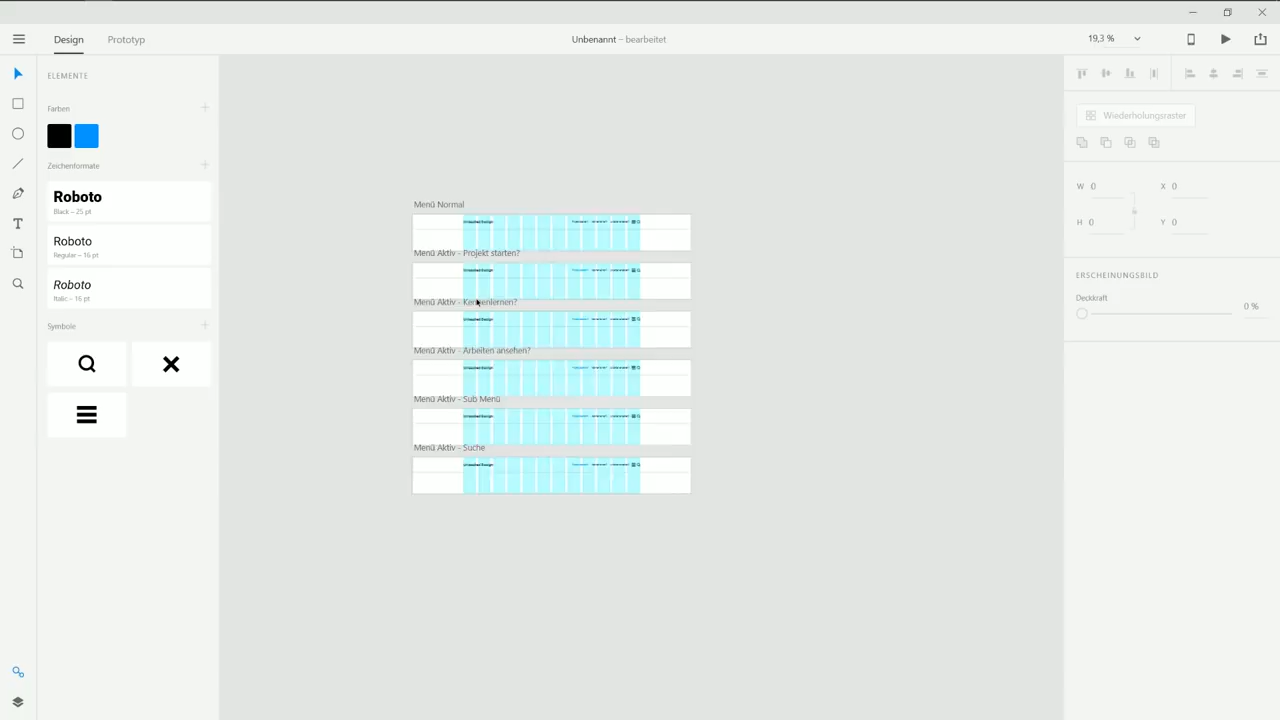 Design
Prototyp
Unbenannt – bearbeitet
19,3 %
ELEMENTE
Farben
Zeichenformate
Roboto
Black – 25 pt
Roboto
Regular – 16 pt
Roboto
Italic – 16 pt
Symbole
Menü Normal
Menü Aktiv - Projekt starten?
Menü Aktiv - Kennenlernen?
Menü Aktiv - Arbeiten ansehen?
Menü Aktiv - Sub Menü
Menü Aktiv - Suche
Wiederholungsraster
W 0
X 0
H 0
Y 0
ERSCHEINUNGSBILD
Deckkraft
0 %